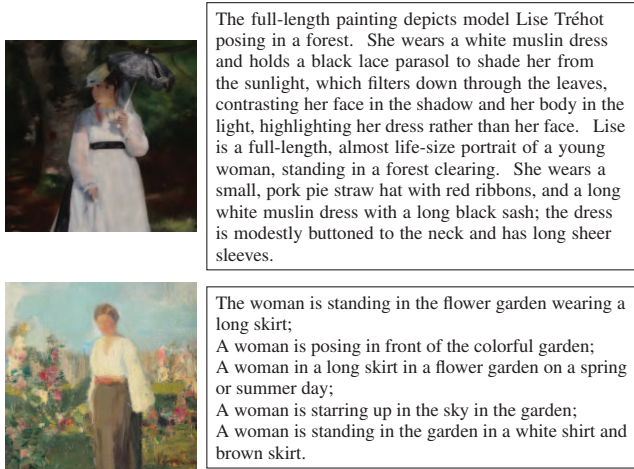 The full-length painting depicts model Lise Tréhot
posing in a forest. She wears a white muslin dress
and holds a black lace parasol to shade her from
the sunlight, which filters down through the leaves,
contrasting her face in the shadow and her body in the
light, highlighting her dress rather than her face. Lise
is a full-length, almost life-size portrait of a young
woman, standing in a forest clearing. She wears a
small, pork pie straw hat with red ribbons, and a long
white muslin dress with a long black sash; the dress
is modestly buttoned to the neck and has long sheer
sleeves.
The woman is standing in the flower garden wearing a
long skirt;
A woman is posing in front of the colorful garden;
A woman in a long skirt in a flower garden on a spring
or summer day;
A woman is starring up in the sky in the garden;
A woman is standing in the garden in a white shirt and
brown skirt.